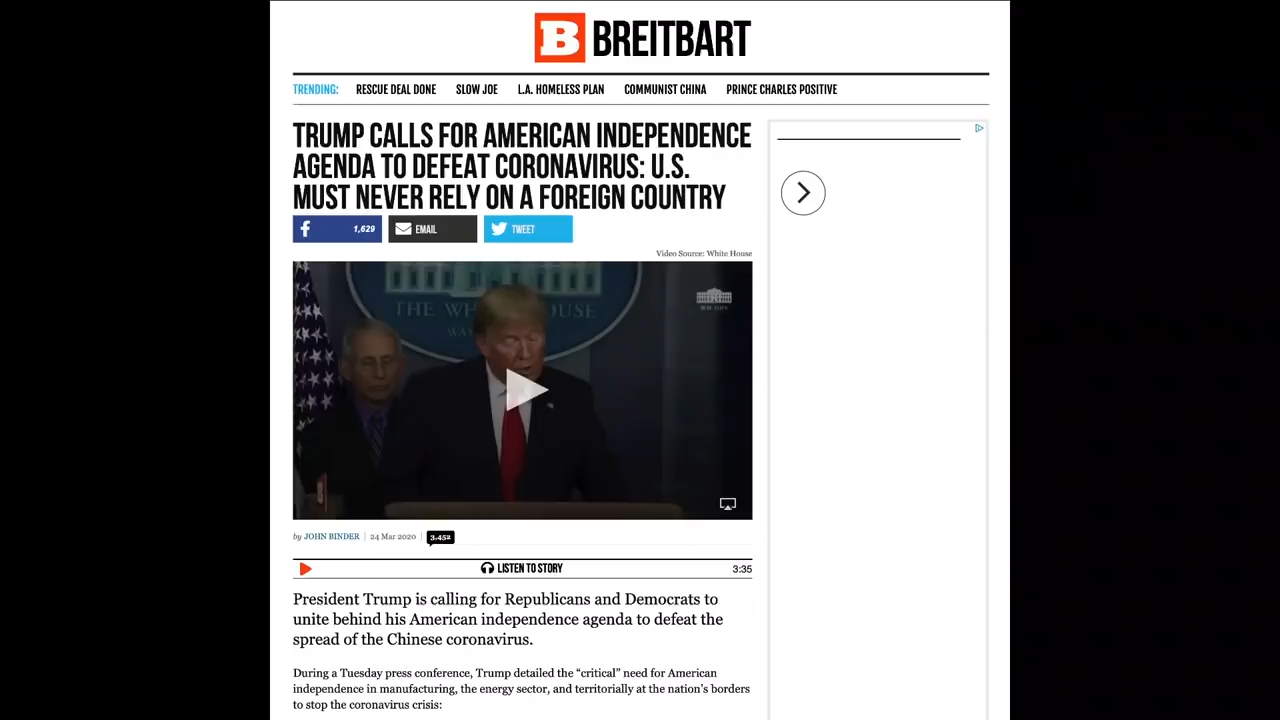 B BREITBART
TRENDING: RESCUE DEAL DONE SLOW JOE L.A. HOMELESS PLAN COMMUNIST CHINA PRINCE CHARLES POSITIVE
TRUMP CALLS FOR AMERICAN INDEPENDENCE
AGENDA TO DEFEAT CORONAVIRUS: U.S.
MUST NEVER RELY ON A FOREIGN COUNTRY
1,629 EMAIL TWEET
Video Source: White House
THE WH HOUSE
by JOHN BINDER | 24 Mar 2020 | 3,452
LISTEN TO STORY 3:35
President Trump is calling for Republicans and Democrats to
unite behind his American independence agenda to defeat the
spread of the Chinese coronavirus.
During a Tuesday press conference, Trump detailed the “critical” need for American
independence in manufacturing, the energy sector, and territorially at the nation’s borders
to stop the coronavirus crisis: